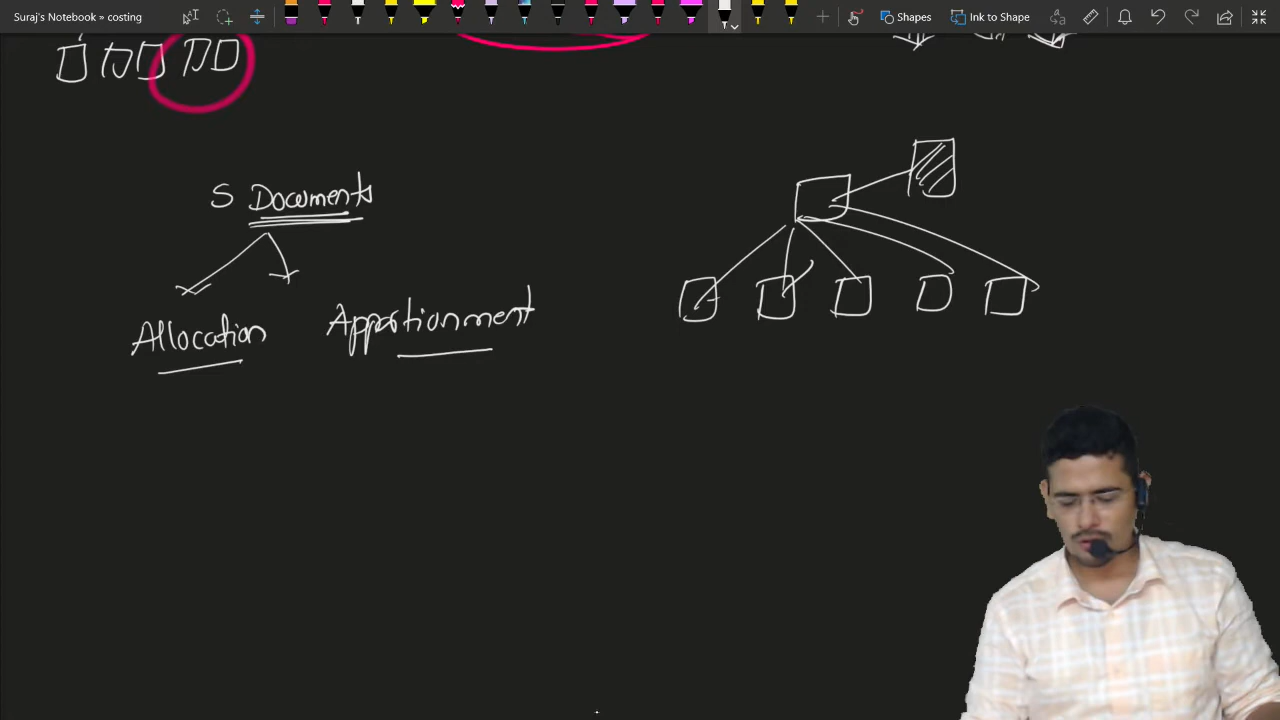 Suraj's Notebook » costing
Shapes
Ink to Shape
S Documents
Allocation
Apportionment